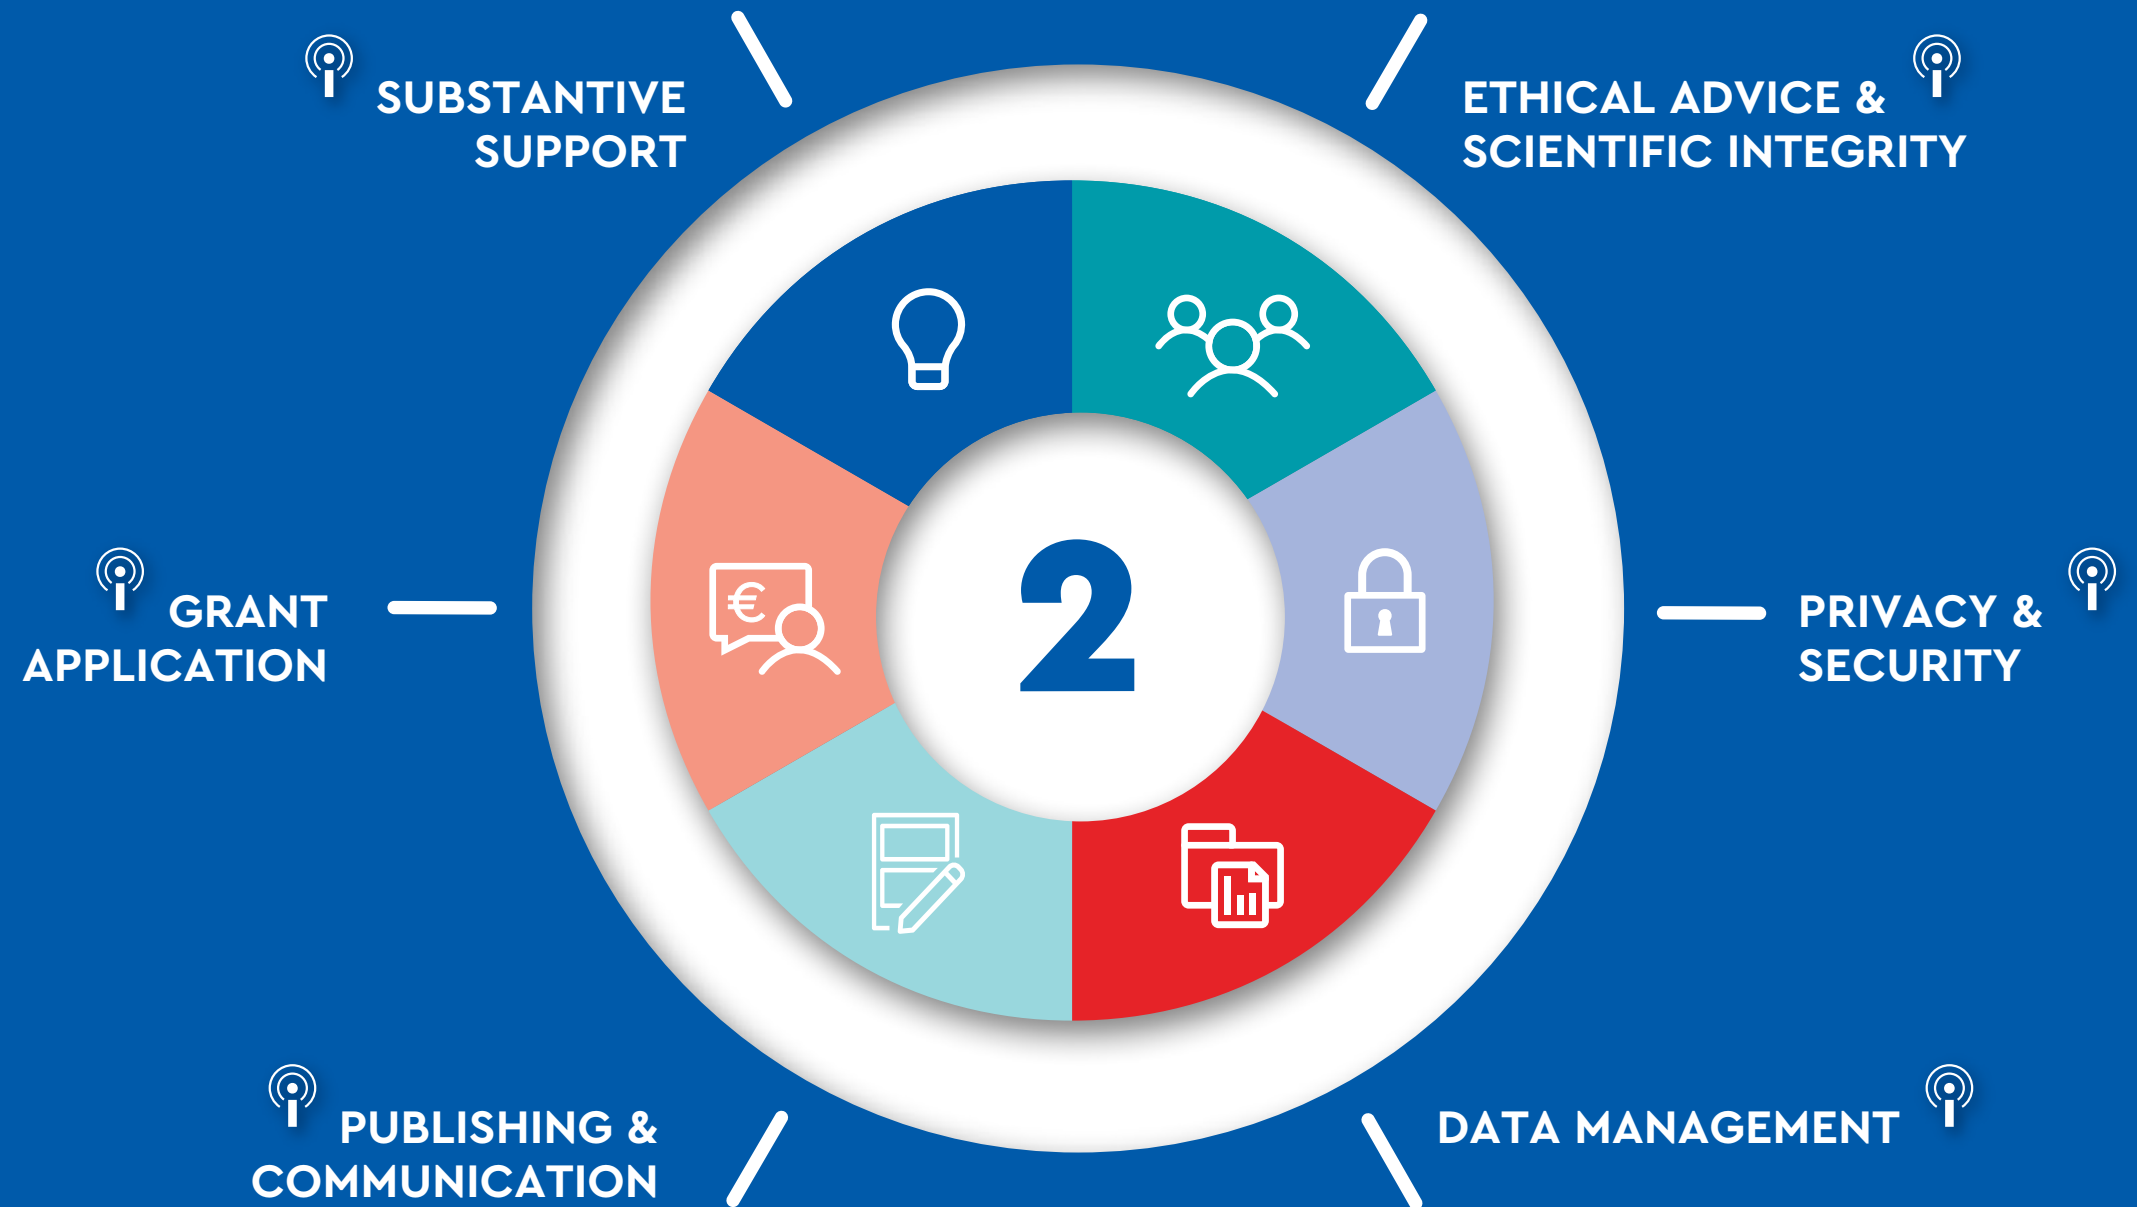 SUBSTANTIVE
SUPPORT
ETHICAL ADVICE &
SCIENTIFIC INTEGRITY
GRANT
APPLICATION
€
2
PRIVACY &
SECURITY
PUBLISHING &
COMMUNICATION
DATA MANAGEMENT